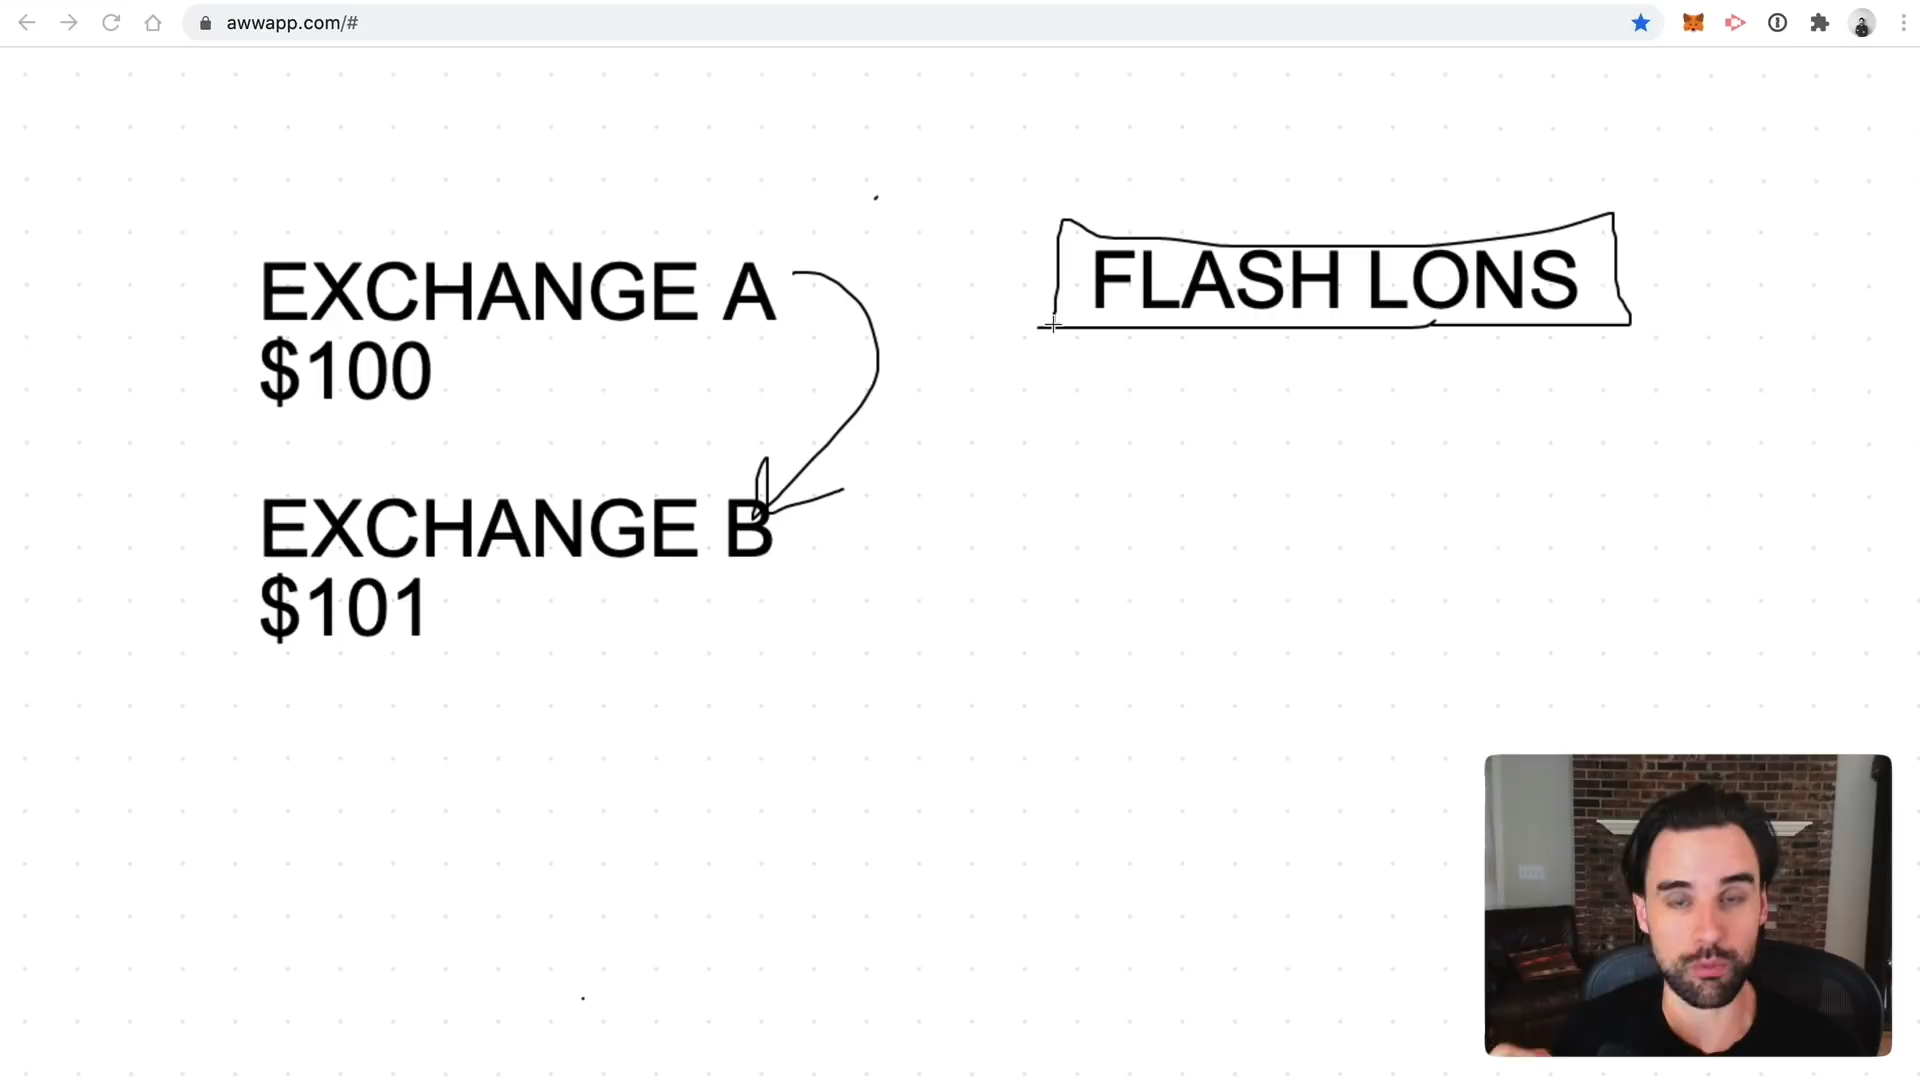 awwapp.com/#
EXCHANGE A
$100
EXCHANGE B
$101
FLASH LONS